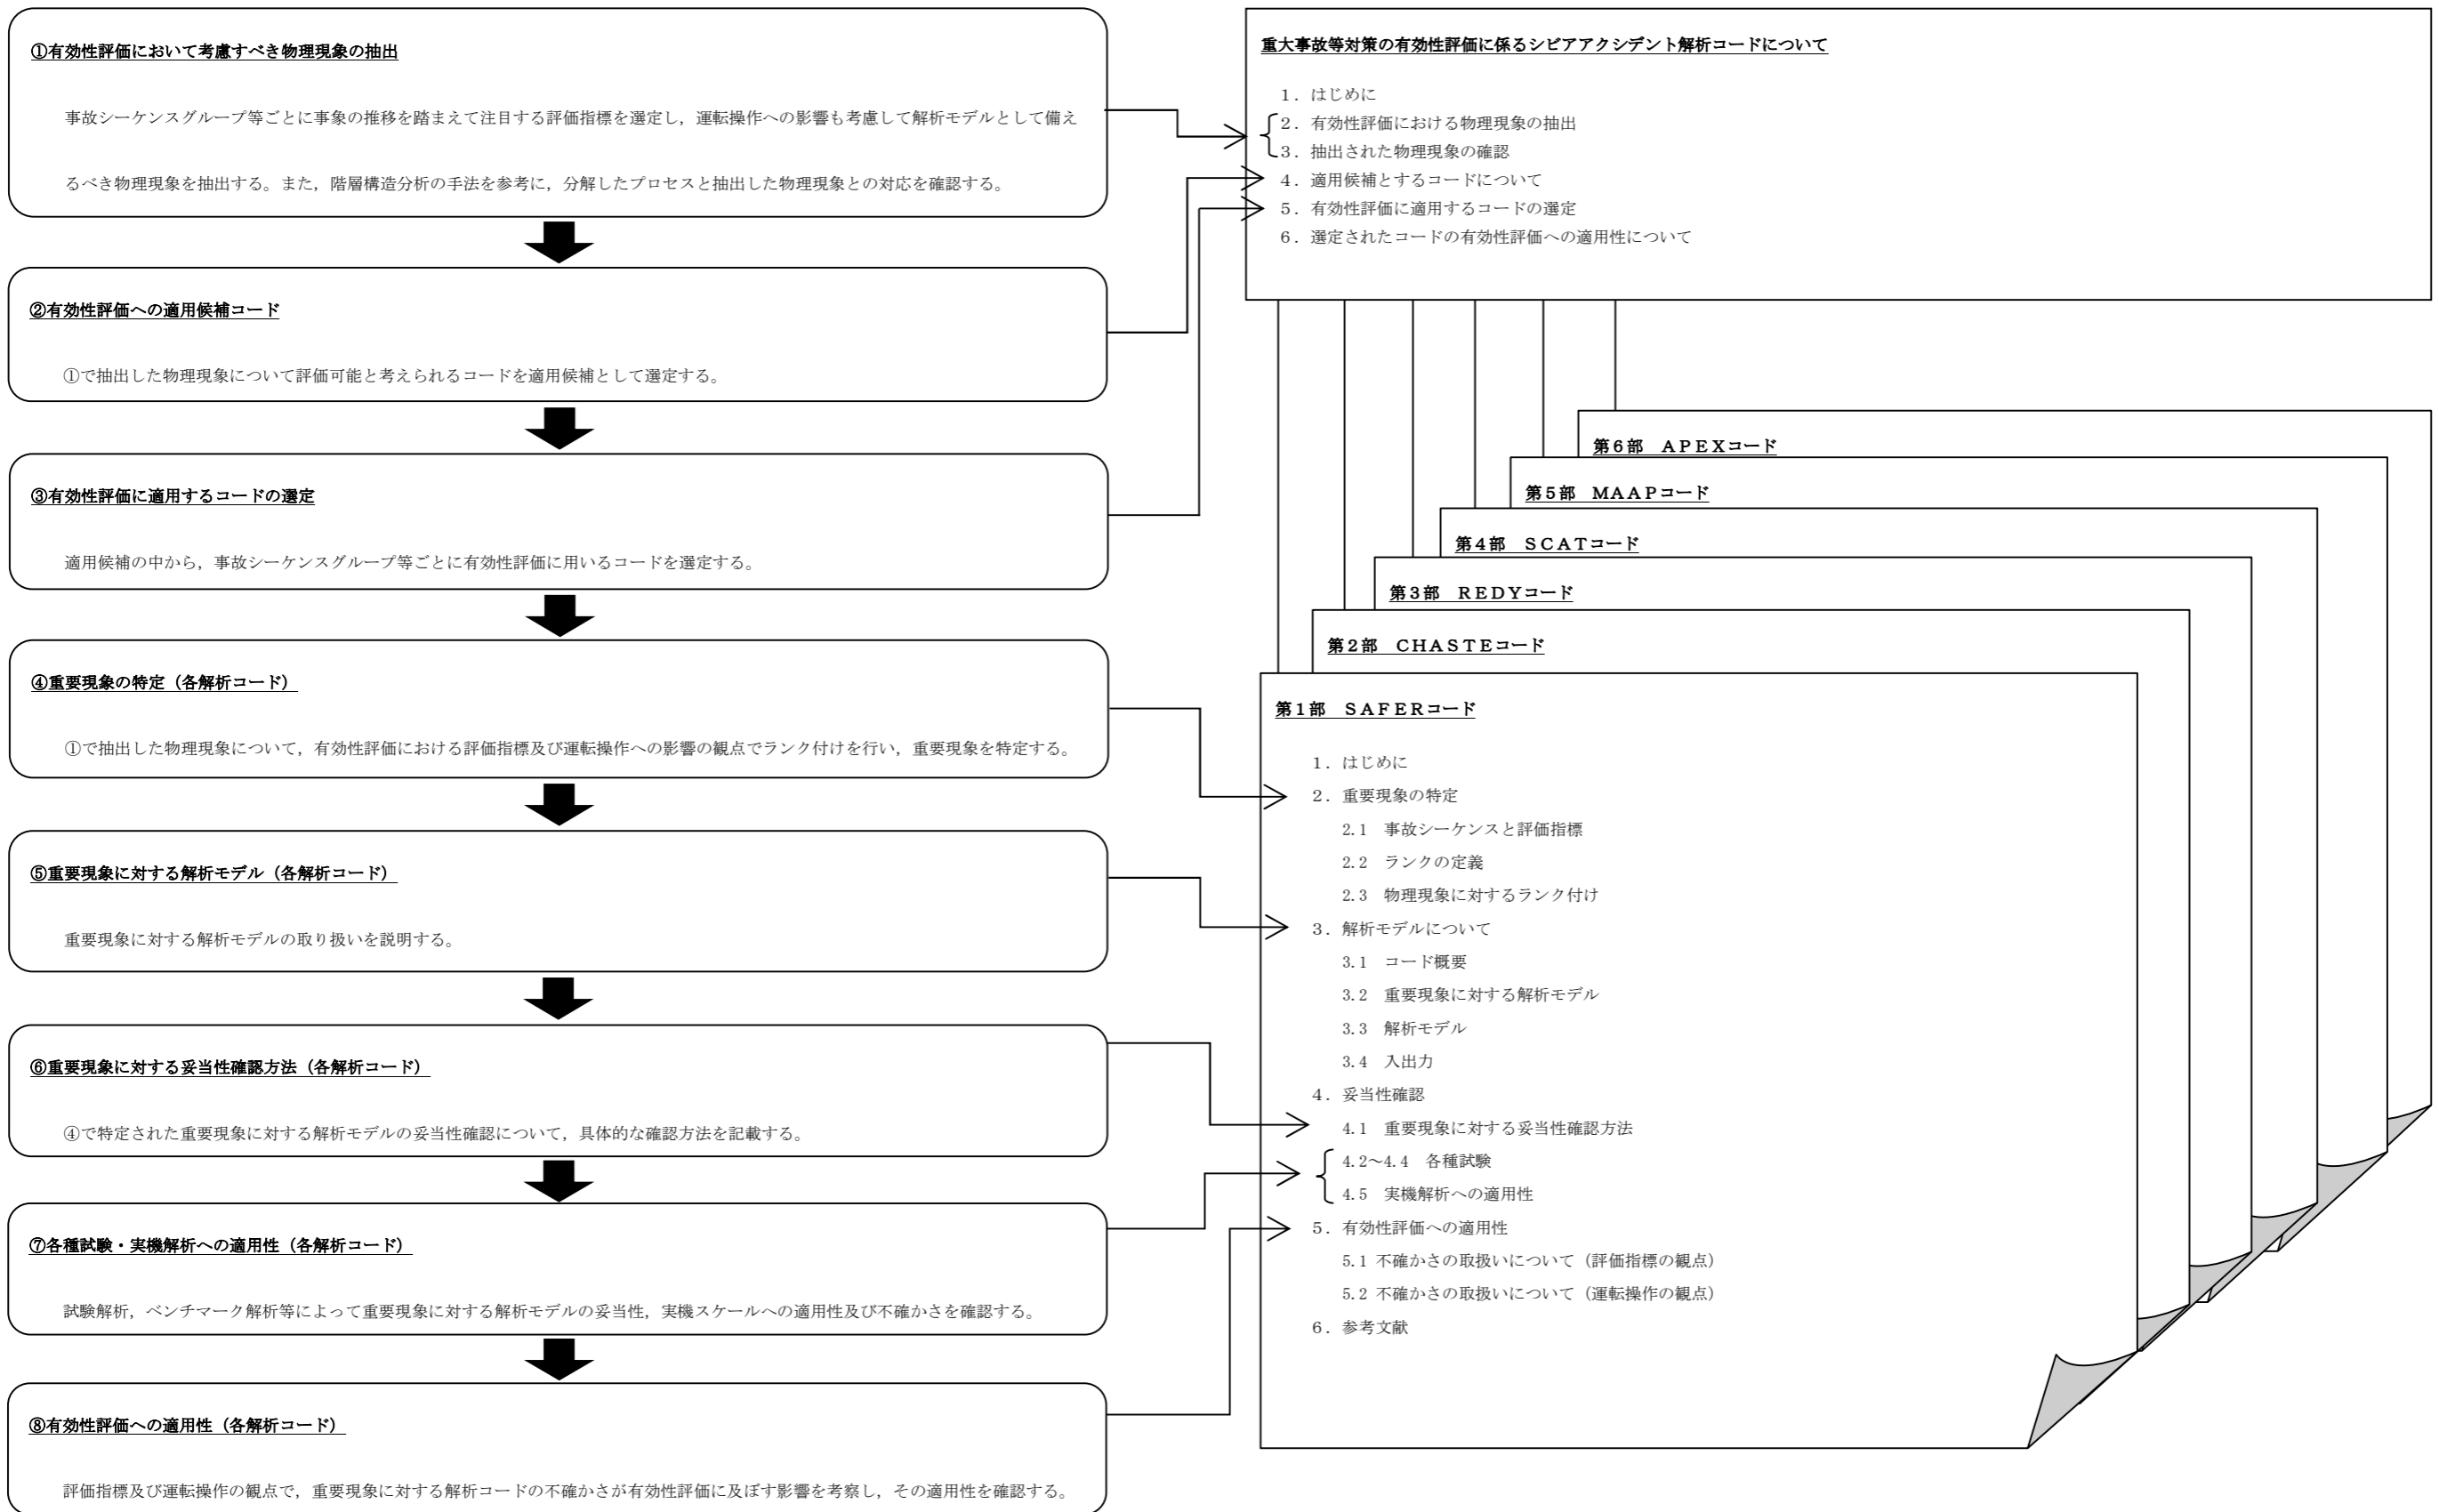 ①有効性評価において考慮すべき物理現象の抽出
事故シーケンスグループ等ごとに事象の推移を踏まえて注目する評価指標を選定し，運転操作への影響も考慮して解析モデルとして備え
るべき物理現象を抽出する。また，階層構造分析の手法を参考に，分解したプロセスと抽出した物理現象との対応を確認する。
②有効性評価への適用候補コード
①で抽出した物理現象について評価可能と考えられるコードを適用候補として選定する。
③有効性評価に適用するコードの選定
適用候補の中から，事故シーケンスグループ等ごとに有効性評価に用いるコードを選定する。
④重要現象の特定（各解析コード）
①で抽出した物理現象について，有効性評価における評価指標及び運転操作への影響の観点でランク付けを行い，重要現象を特定する。
⑤重要現象に対する解析モデル（各解析コード）
重要現象に対する解析モデルの取り扱いを説明する。
⑥重要現象に対する妥当性確認方法（各解析コード）
④で特定された重要現象に対する解析モデルの妥当性確認について，具体的な確認方法を記載する。
⑦各種試験・実機解析への適用性（各解析コード）
試験解析，ベンチマーク解析等によって重要現象に対する解析モデルの妥当性，実機スケールへの適用性及び不確かさを確認する。
⑧有効性評価への適用性（各解析コード）
評価指標及び運転操作の観点で，重要現象に対する解析コードの不確かさが有効性評価に及ぼす影響を考察し，その適用性を確認する。
重大事故等対策の有効性評価に係るシビアアクシデント解析コードについて
１．はじめに
２．有効性評価における物理現象の抽出
３．抽出された物理現象の確認
４．適用候補とするコードについて
５．有効性評価に適用するコードの選定
６．選定されたコードの有効性評価への適用性について
第６部　ＡＰＥＸコード
第５部　ＭＡＡＰコード
第４部　ＳＣＡＴコード
第３部　ＲＥＤＹコード
第２部　ＣＨＡＳＴＥコード
第１部　ＳＡＦＥＲコード
１．はじめに
２．重要現象の特定
2.1　事故シーケンスと評価指標
2.2　ランクの定義
2.3　物理現象に対するランク付け
３．解析モデルについて
3.1　コード概要
3.2　重要現象に対する解析モデル
3.3　解析モデル
3.4　入出力
４．妥当性確認
4.1　重要現象に対する妥当性確認方法
4.2～4.4　各種試験
4.5　実機解析への適用性
５．有効性評価への適用性
5.1 不確かさの取扱いについて（評価指標の観点）
5.2 不確かさの取扱いについて（運転操作の観点）
６．参考文献